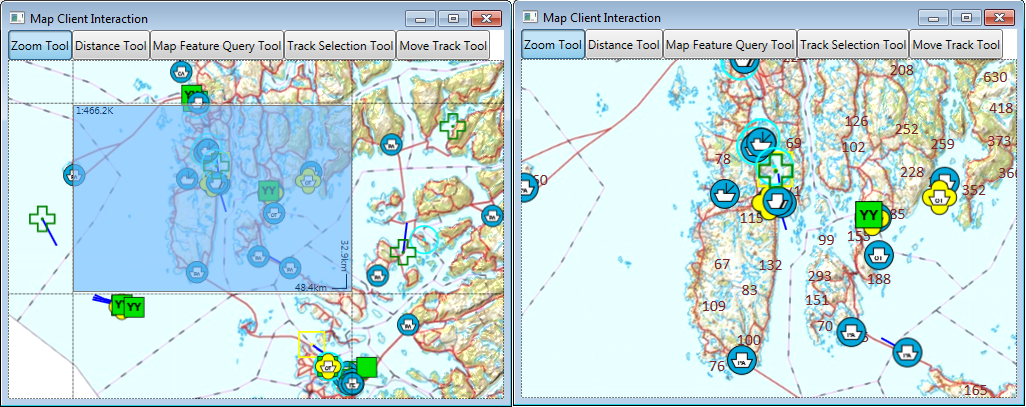 Map Client Interaction
Zoom Tool Distance Tool Map Feature Query Tool Track Selection Tool Move Track Tool
1:466.2K
YY
YY
YY
32.9km
48.4km
Map Client Interaction
Zoom Tool Distance Tool Map Feature Query Tool Track Selection Tool Move Track Tool
208
630
418
126
252
373
69
102
259
78
228
60
352
YY
115
85
99
67
132
293
188
83
109
151
70
100
76
165